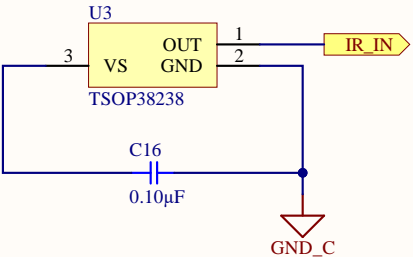 U3
OUT 1 IR_IN
3 VS GND 2
TSOP38238
C16
0.10µF
GND_C